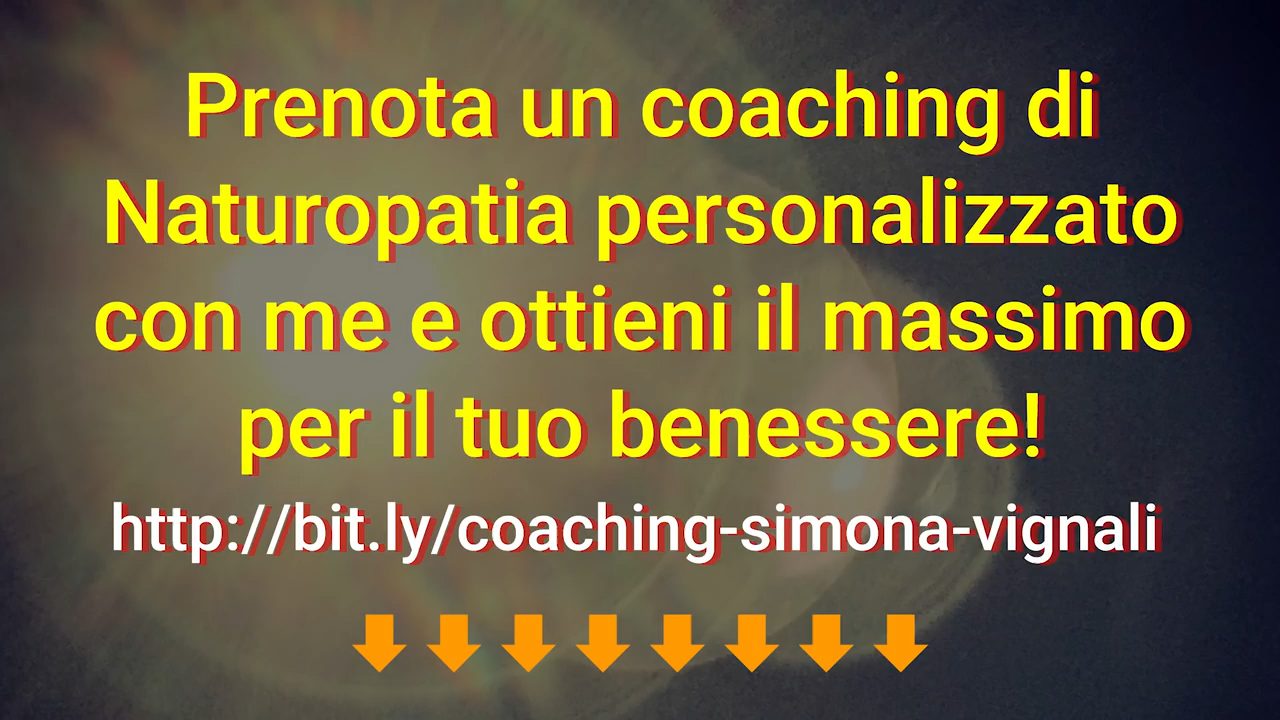 Prenota un coaching di
Naturopatia personalizzato
con me e ottieni il massimo
per il tuo benessere!
http://bit.ly/coaching-simona-vignali